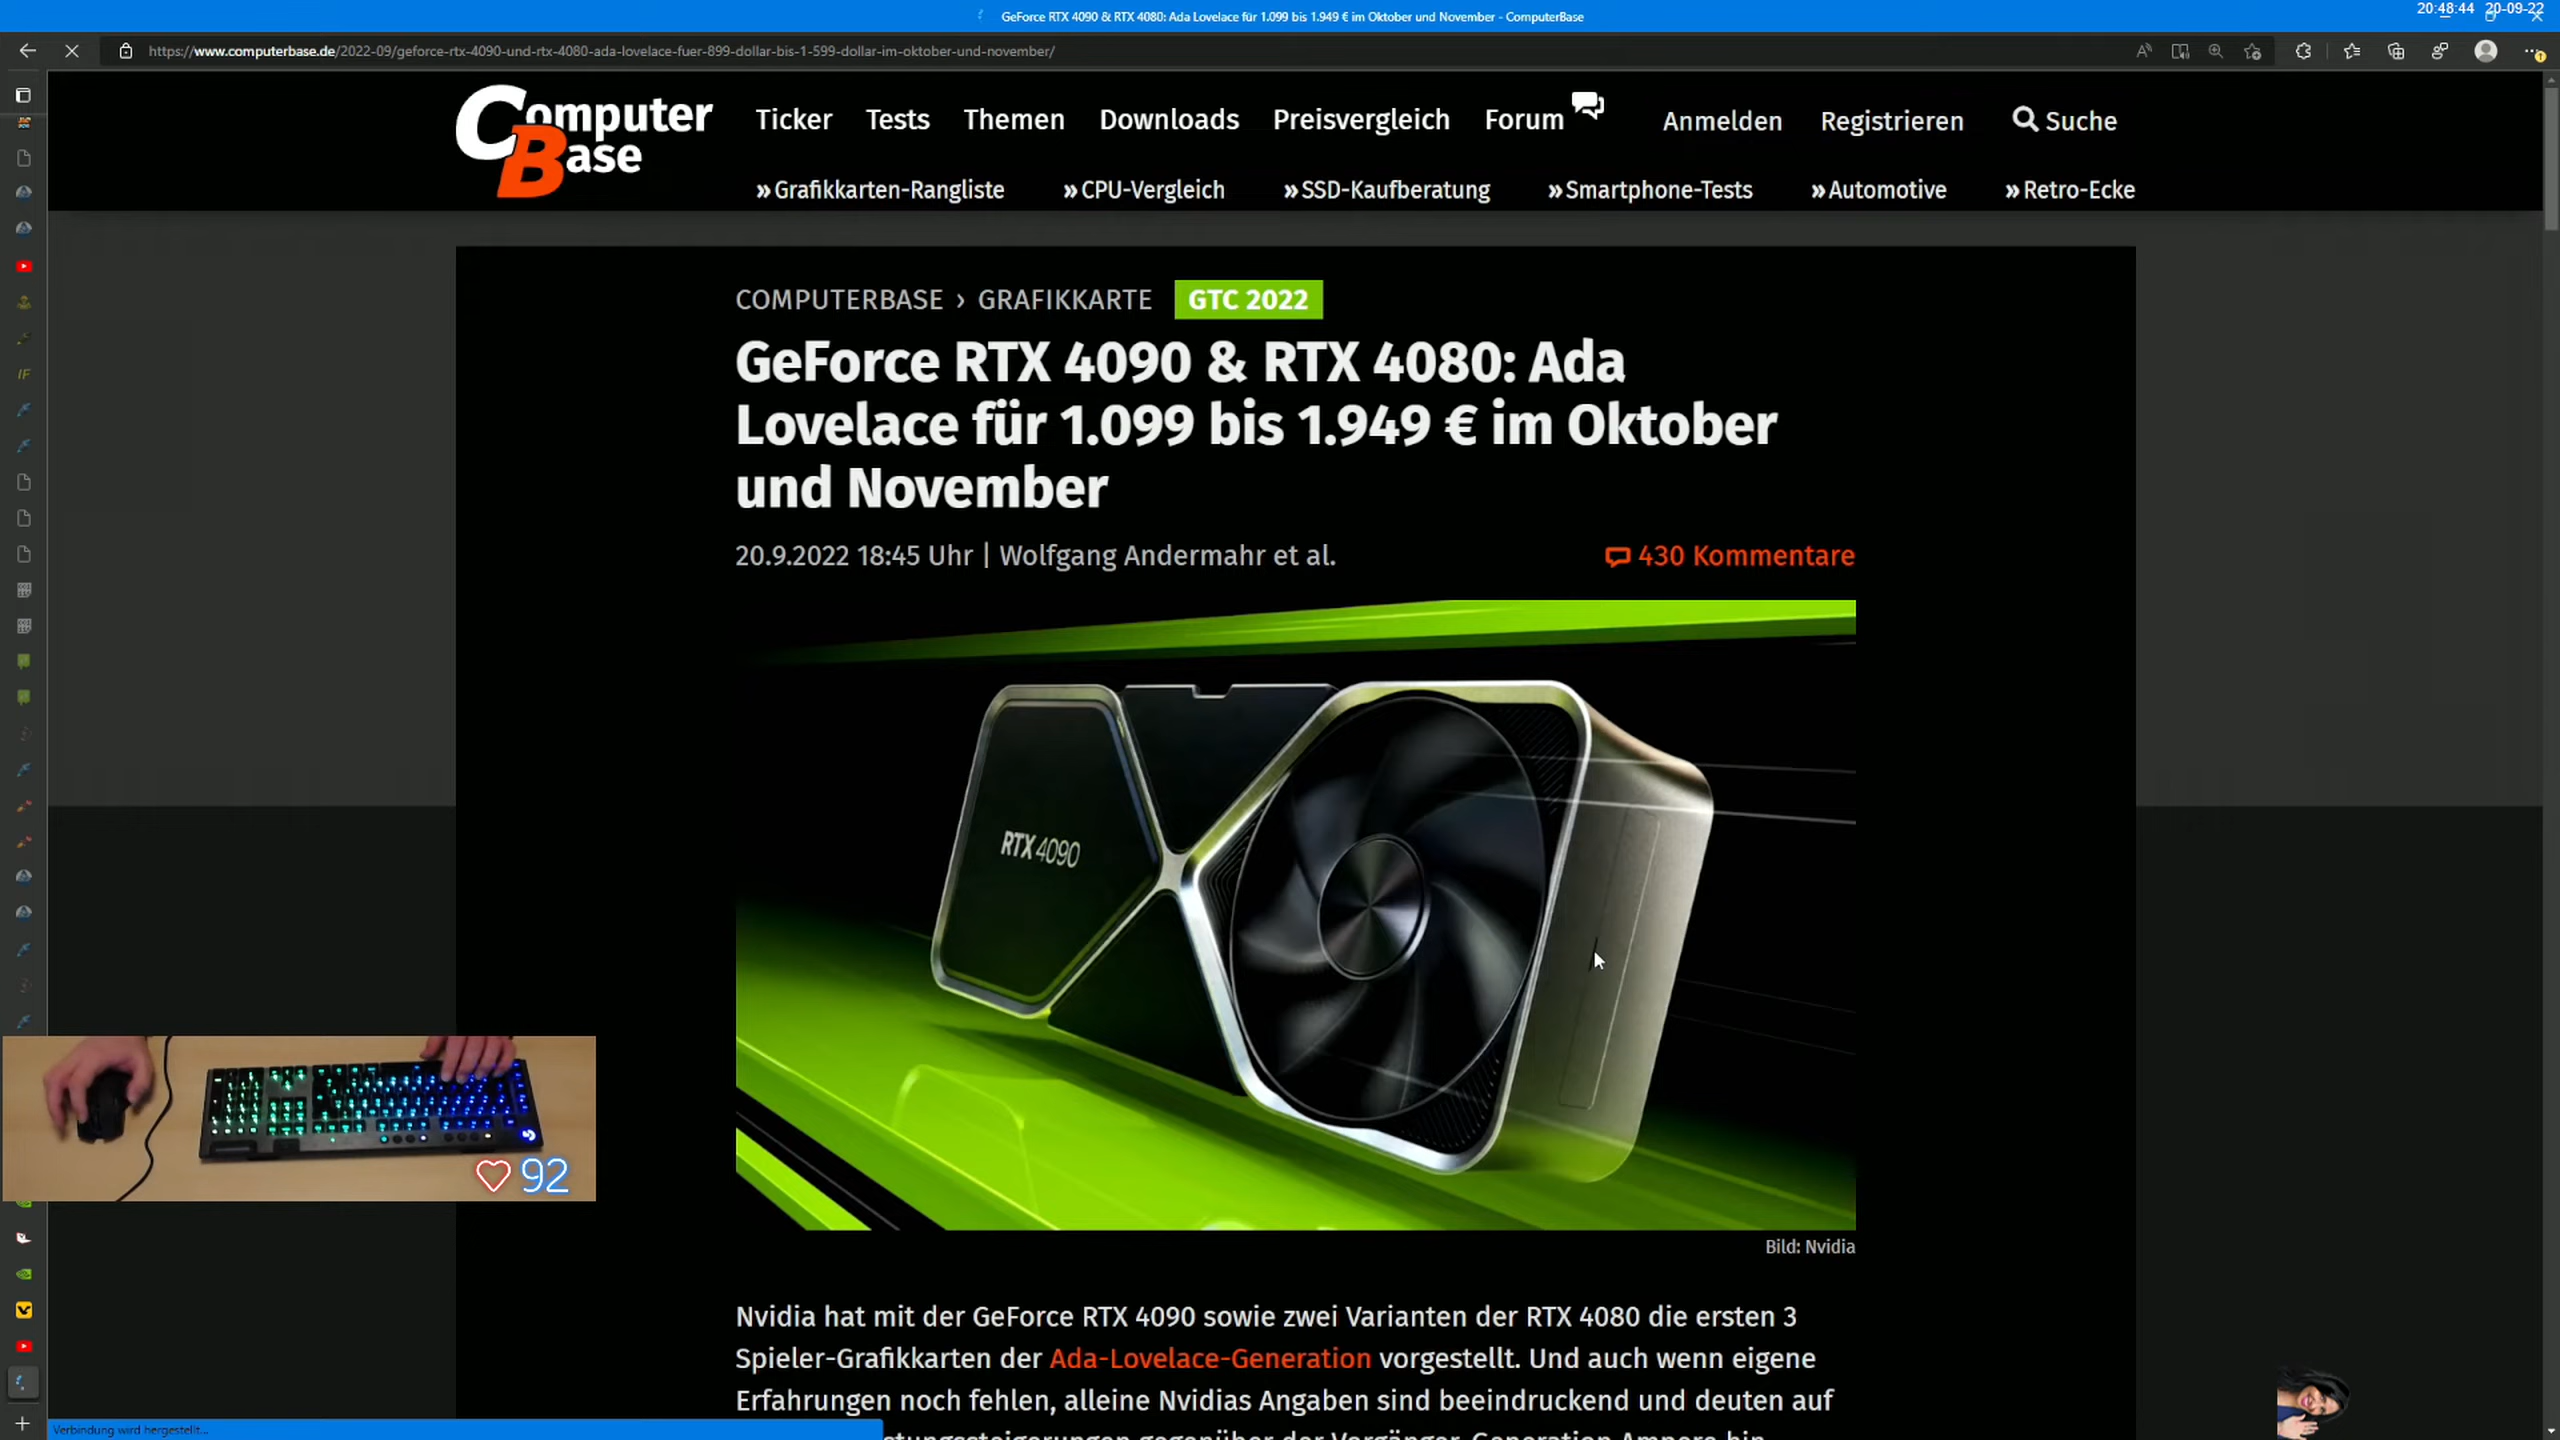 GeForce RTX 4090 & RTX 4080: Ada Lovelace für 1.099 bis 1.949 € im Oktober und November - ComputerBase
20:48:44 20-09-22
https://www.computerbase.de/2022-09/geforce-rtx-4090-und-rtx-4080-ada-lovelace-fuer-899-dollar-bis-1-599-dollar-im-oktober-und-november/
Computer
Base
Ticker Tests Themen Downloads Preisvergleich Forum Anmelden Registrieren Suche
»Grafikkarten-Rangliste »CPU-Vergleich »SSD-Kaufberatung »Smartphone-Tests »Automotive »Retro-Ecke
COMPUTERBASE › GRAFIKKARTE GTC 2022
GeForce RTX 4090 & RTX 4080: Ada
Lovelace für 1.099 bis 1.949 € im Oktober
und November
20.9.2022 18:45 Uhr | Wolfgang Andermahr et al.
430 Kommentare
IF
RTX 4090
92
Bild: Nvidia
Nvidia hat mit der GeForce RTX 4090 sowie zwei Varianten der RTX 4080 die ersten 3
Spieler-Grafikkarten der Ada-Lovelace-Generation vorgestellt. Und auch wenn eigene
Erfahrungen noch fehlen, alleine Nvidias Angaben sind beeindruckend und deuten auf
Verbindung wird hergestellt...